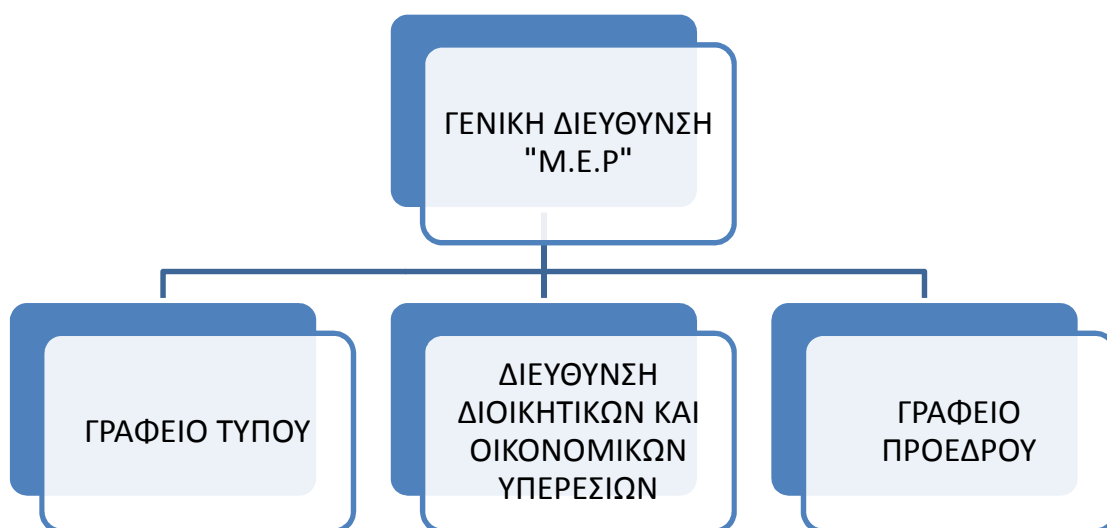 ΓΕΝΙΚΗ ΔΙΕΥΘΥΝΣΗ
"Μ.Ε.Ρ"
ΓΡΑΦΕΙΟ ΤΥΠΟΥ
ΔΙΕΥΘΥΝΣΗ
ΔΙΟΙΚΗΤΙΚΩΝ ΚΑΙ
ΟΙΚΟΝΟΜΙΚΩΝ
ΥΠΕΡΕΣΙΩΝ
ΓΡΑΦΕΙΟ
ΠΡΟΕΔΡΟΥ